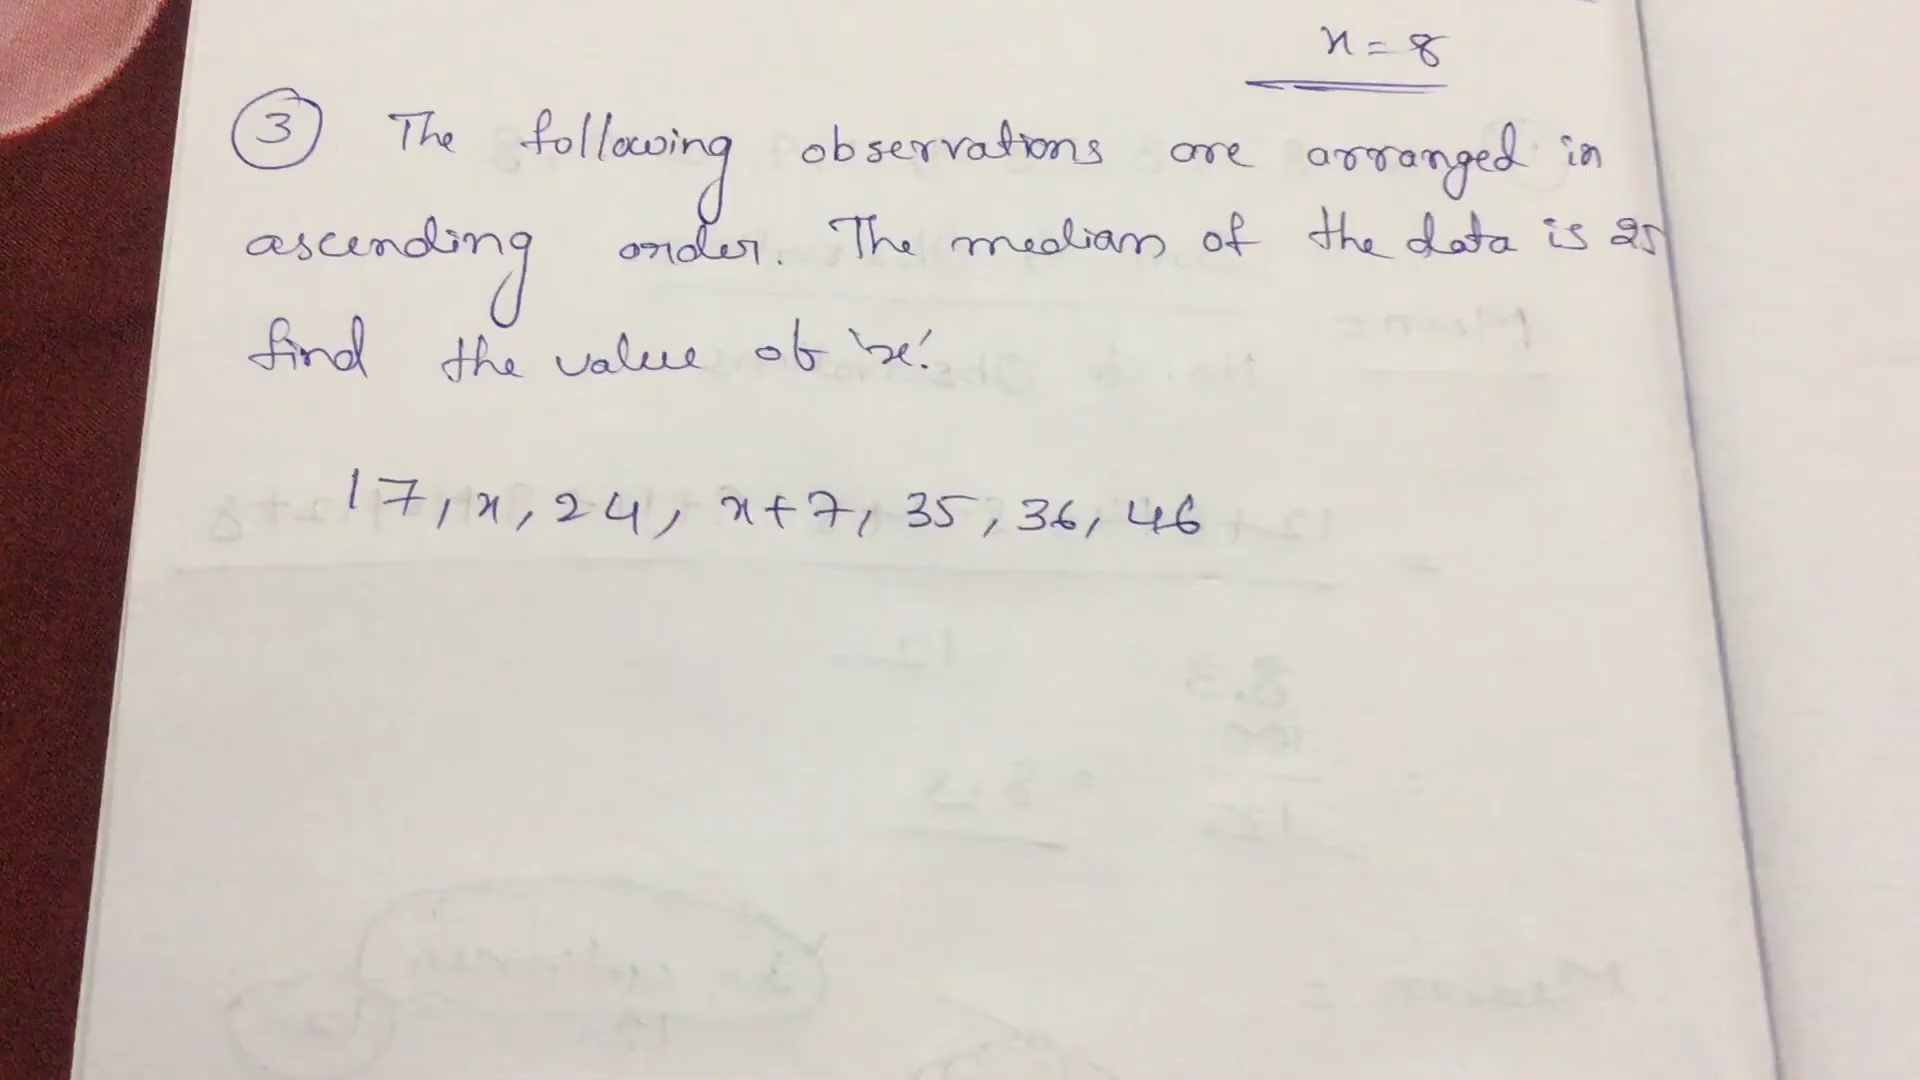 x = 8
3 The following observations are arranged in
ascending order. The median of the data is 25
find the value of 'x'.
17, x, 24, x+7, 35, 36, 46